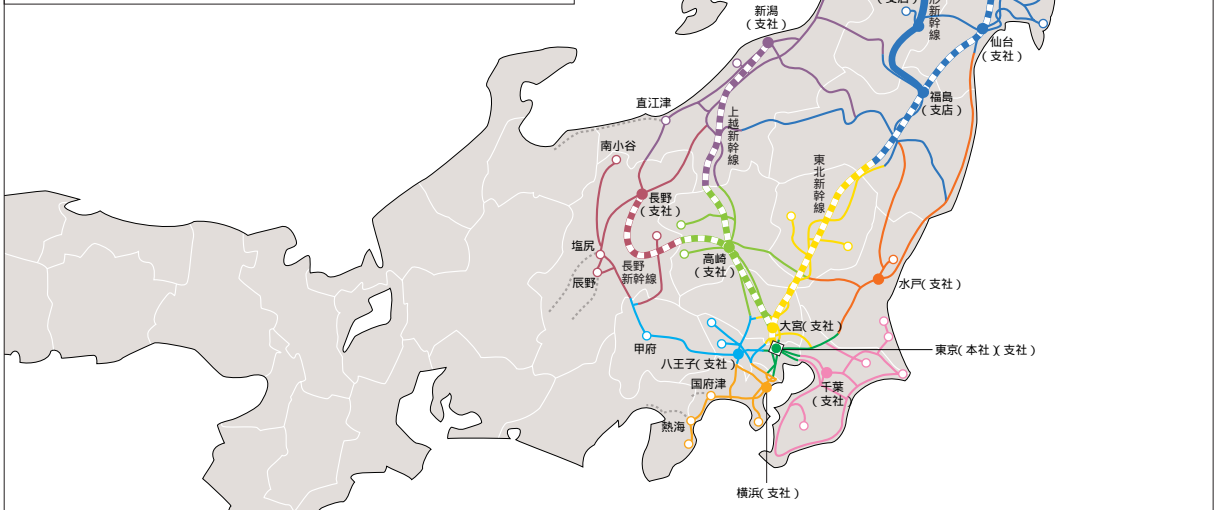 新潟
（支社）
形新幹線
仙台
（支社）
直江津
福島
（支店）
上越新幹線
南小谷
東北新幹線
長野
（支社）
塩尻
高崎
（支社）
長野
新幹線
辰野
水戸（支社）
大宮（支社）
甲府
東京（本社）（支社）
八王子（支社）
国府津
千葉
（支社）
熱海
横浜（支社）